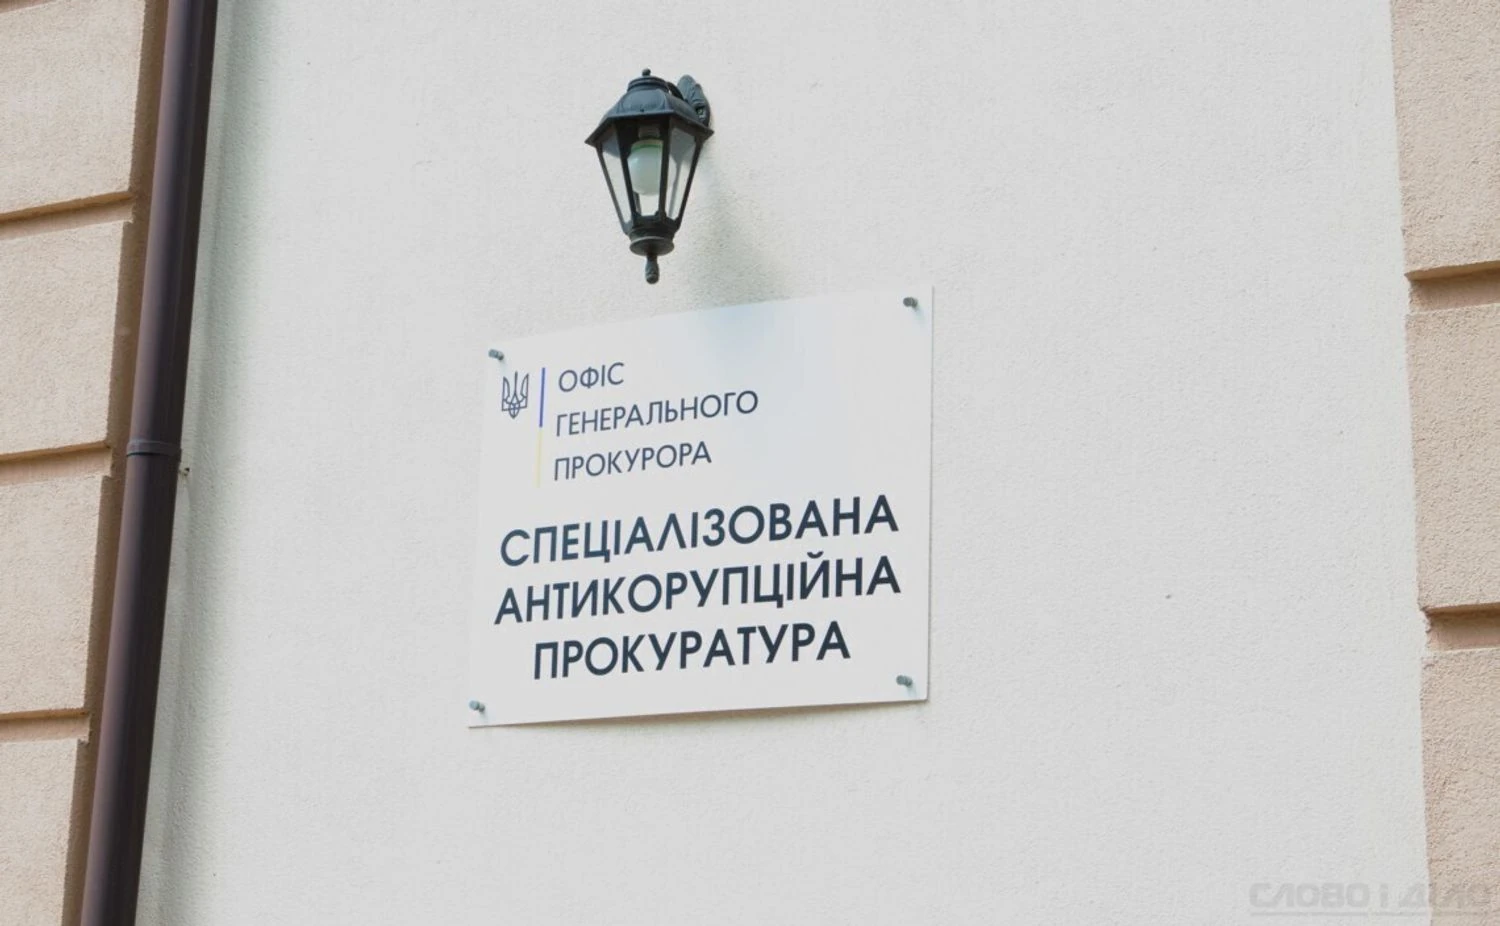 ОФІС
ГЕНЕРАЛЬНОГО
ПРОКУРОРА
СПЕЦІАЛІЗОВАНА
АНТИКОРУПЦІЙНА
ПРОКУРАТУРА
СЛОВО і ДІЛО